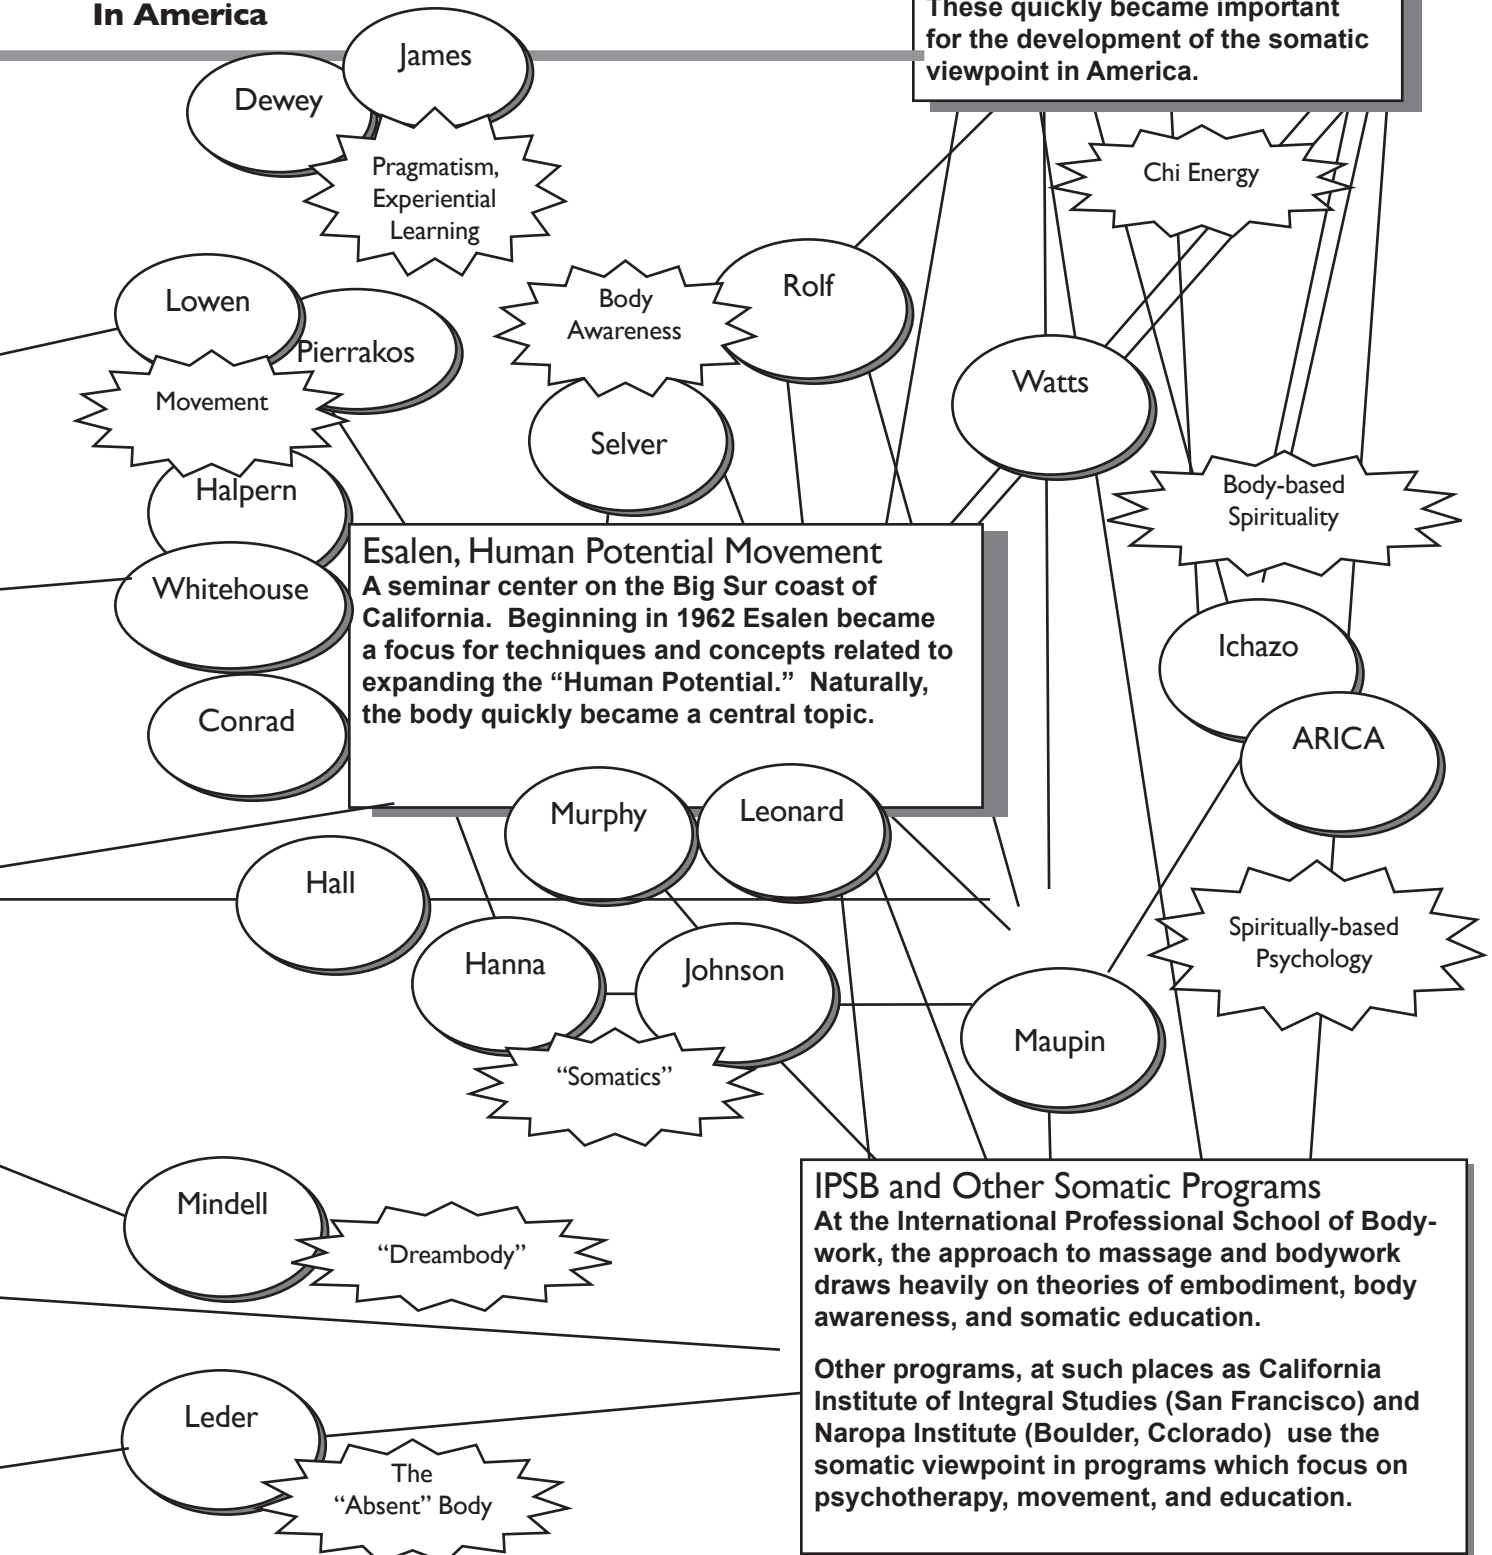 In America
These quickly became important
for the development of the somatic
viewpoint in America.
James
Dewey
Pragmatism,
Experiential
Learning
Chi Energy
Lowen
Pierrakos
Movement
Body
Awareness
Rolf
Selver
Watts
Halpern
Whitehouse
Conrad
Body-based
Spirituality
Esalen, Human Potential Movement
A seminar center on the Big Sur coast of
California.  Beginning in 1962 Esalen became
a focus for techniques and concepts related to
expanding the “Human Potential.”  Naturally,
the body quickly became a central topic.
Ichazo
ARICA
Murphy
Leonard
Hall
Hanna
Johnson
“Somatics”
Spiritually-based
Psychology
Maupin
Mindell
“Dreambody”
IPSB and Other Somatic Programs
At the International Professional School of Body-
work, the approach to massage and bodywork
draws heavily on theories of embodiment, body
awareness, and somatic education.
Other programs, at such places as California
Institute of Integral Studies (San Francisco) and
Naropa Institute (Boulder, Cclorado)  use the
somatic viewpoint in programs which focus on
psychotherapy, movement, and education.
Leder
The
“Absent” Body